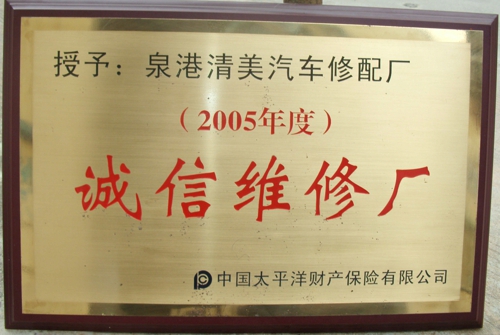 授予：泉港清美汽车修配厂
（2005年度）
诚信维修厂
中国太平洋财产保险有限公司